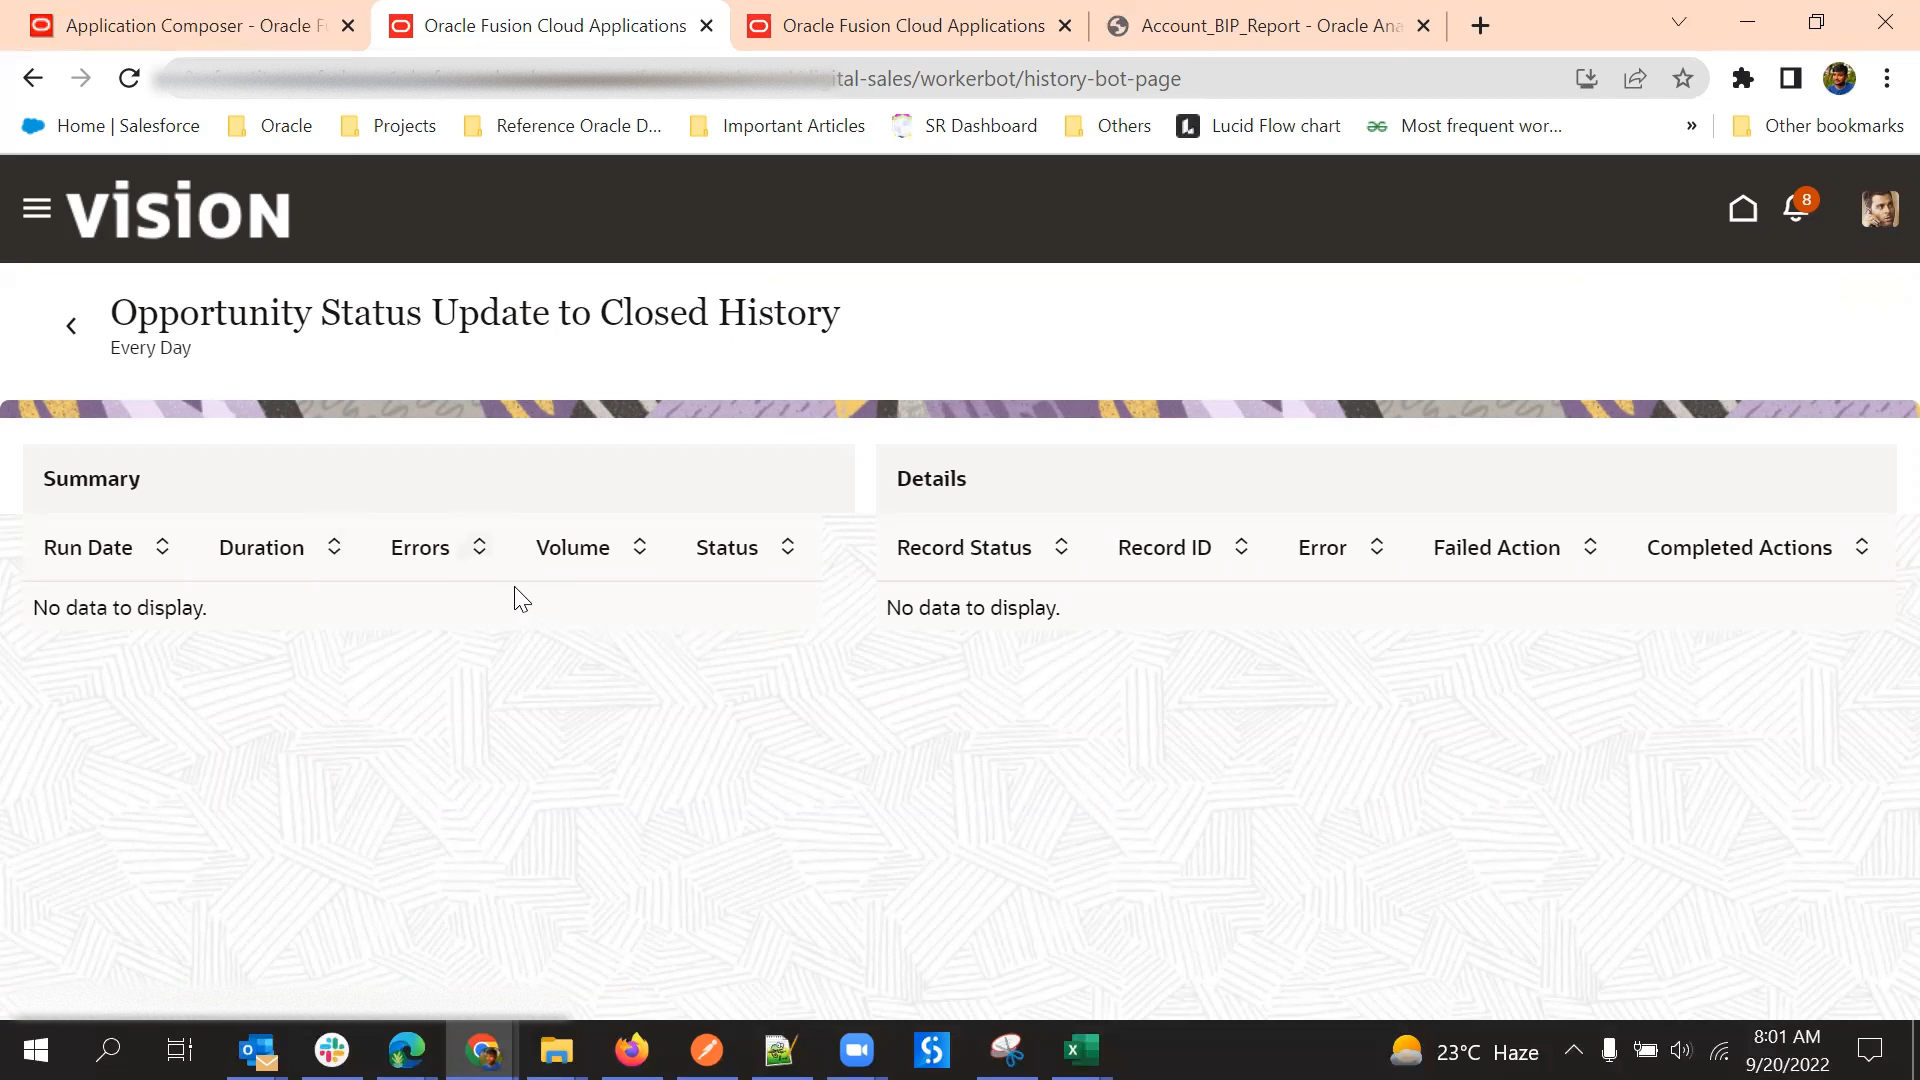 Application Composer - Oracle F
Oracle Fusion Cloud Applications
Oracle Fusion Cloud Applications
Account_BIP_Report - Oracle Ana
ital-sales/workerbot/history-bot-page
Home | Salesforce
Oracle
Projects
Reference Oracle D...
Important Articles
SR Dashboard
Others
Lucid Flow chart
Most frequent wor...
»
Other bookmarks
vision
8
Opportunity Status Update to Closed History
Every Day
Summary
Details
Run Date Duration Errors Volume Status
Record Status Record ID Error Failed Action Completed Actions
No data to display.
No data to display.
23°C Haze
8:01 AM
9/20/2022